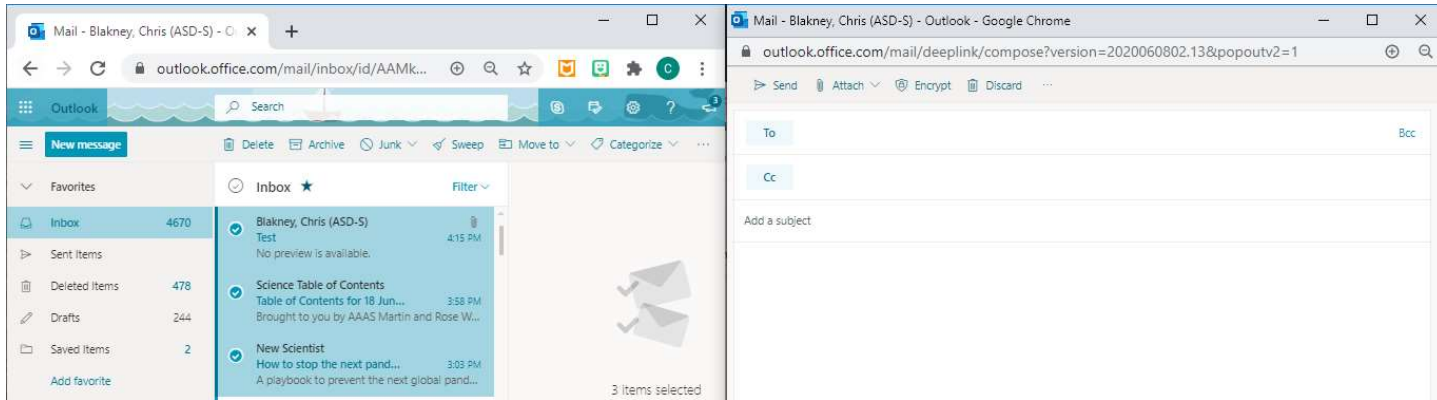 Mail - Blakney, Chris (ASD-S) - O
outlook.office.com/mail/inbox/id/AAMk...
C
Outlook
Search
3
New message
Delete
Archive
Junk
Sweep
Move to
Categorize
Favorites
Inbox
Filter
Inbox 4670
Sent Items
Deleted Items 478
Drafts 244
Saved Items 2
Add favorite
Blakney, Chris (ASD-S)
Test 4:15 PM
No preview is available.
Science Table of Contents
Table of Contents for 18 Jun... 3:58 PM
Brought to you by AAAS Martin and Rose W...
New Scientist
How to stop the next pand... 3:03 PM
A playbook to prevent the next global pand...
3 items selected
Mail - Blakney, Chris (ASD-S) - Outlook - Google Chrome
outlook.office.com/mail/deeplink/compose?version=2020060802.13&popoutv2=1
Send
Attach
Encrypt
Discard
To
Bcc
Cc
Add a subject